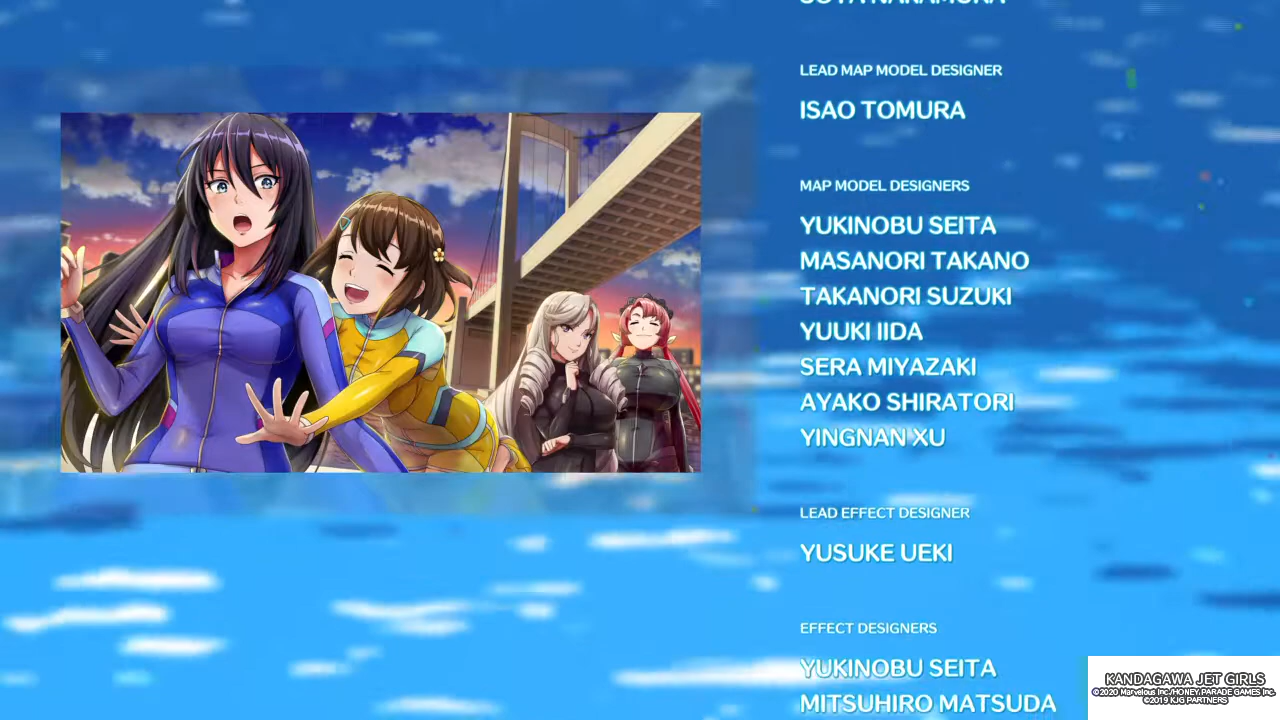 SOTA NAKAMURA
LEAD MAP MODEL DESIGNER
ISAO TOMURA
MAP MODEL DESIGNERS
YUKINOBU SEITA
MASANORI TAKANO
TAKANORI SUZUKI
YUUKI IIDA
SERA MIYAZAKI
AYAKO SHIRATORI
YINGNAN XU
LEAD EFFECT DESIGNER
YUSUKE UEKI
EFFECT DESIGNERS
YUKINOBU SEITA
MITSUHIRO MATSUDA
KANDAGAWA JET GIRLS
©2020 Marvelous Inc./HONEY PARADE GAMES Inc.
©2019 KJG PARTNERS